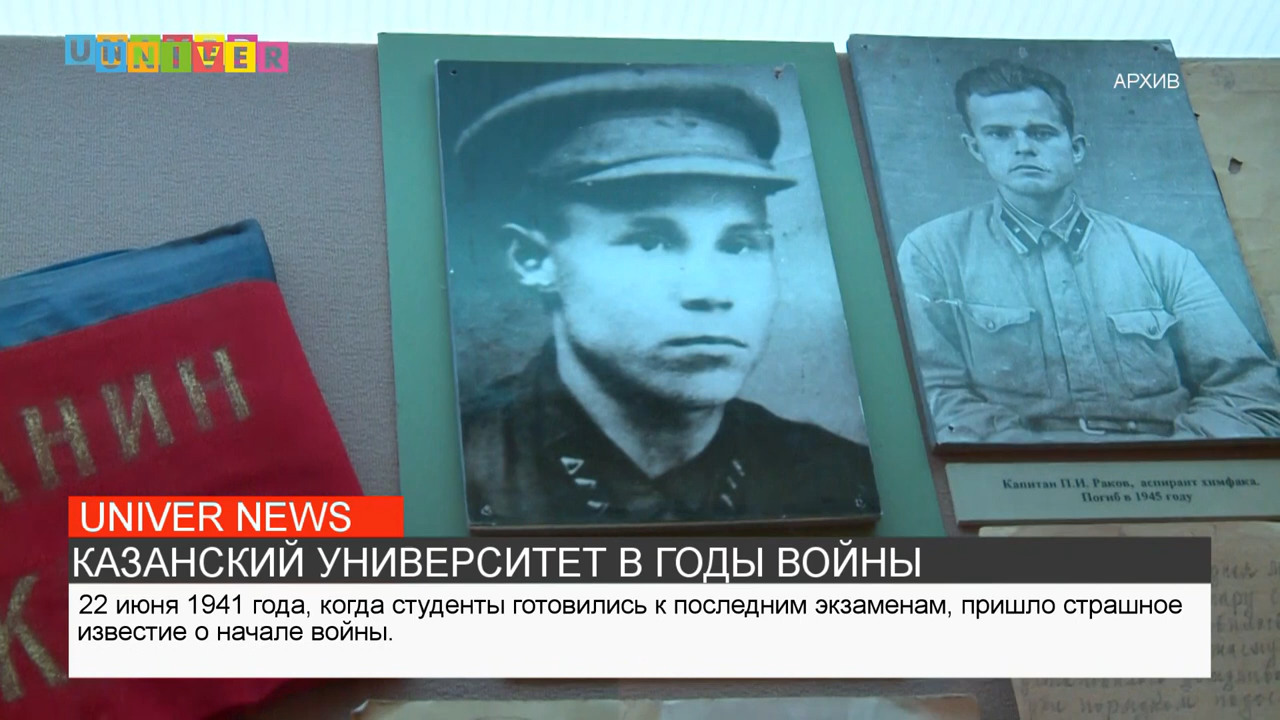 UNIVER
АРХИВ
НИН
К
Капитан П.И. Раков, аспирант химфака.
Погиб в 1945 году
UNIVER NEWS
КАЗАНСКИЙ УНИВЕРСИТЕТ В ГОДЫ ВОЙНЫ
22 июня 1941 года, когда студенты готовились к последним экзаменам, пришло страшное
известие о начале войны.